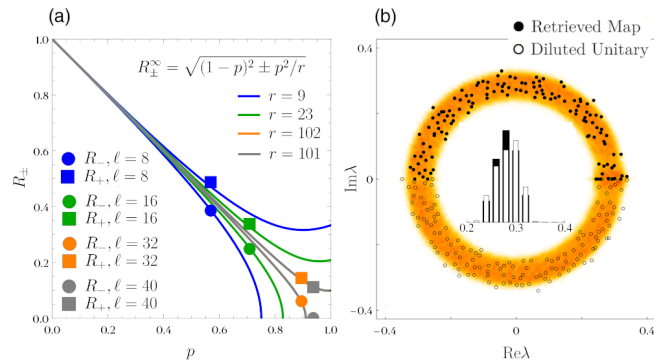 (a)
1.0
0.8
0.6
0.4
0.2
0.0
R±
R±^∞ = √((1 − p)² ± p²/r)
r = 9
r = 23
r = 102
r = 101
R₋, ℓ = 8
R₊, ℓ = 8
R₋, ℓ = 16
R₊, ℓ = 16
R₋, ℓ = 32
R₊, ℓ = 32
R₋, ℓ = 40
R₊, ℓ = 40
0.0 0.2 0.4 0.6 0.8 1.0
p
(b)
Retrieved Map
Diluted Unitary
0.4
0
−0.4
Imλ
0.2 0.3 0.4
−0.4 0 0.4
Reλ